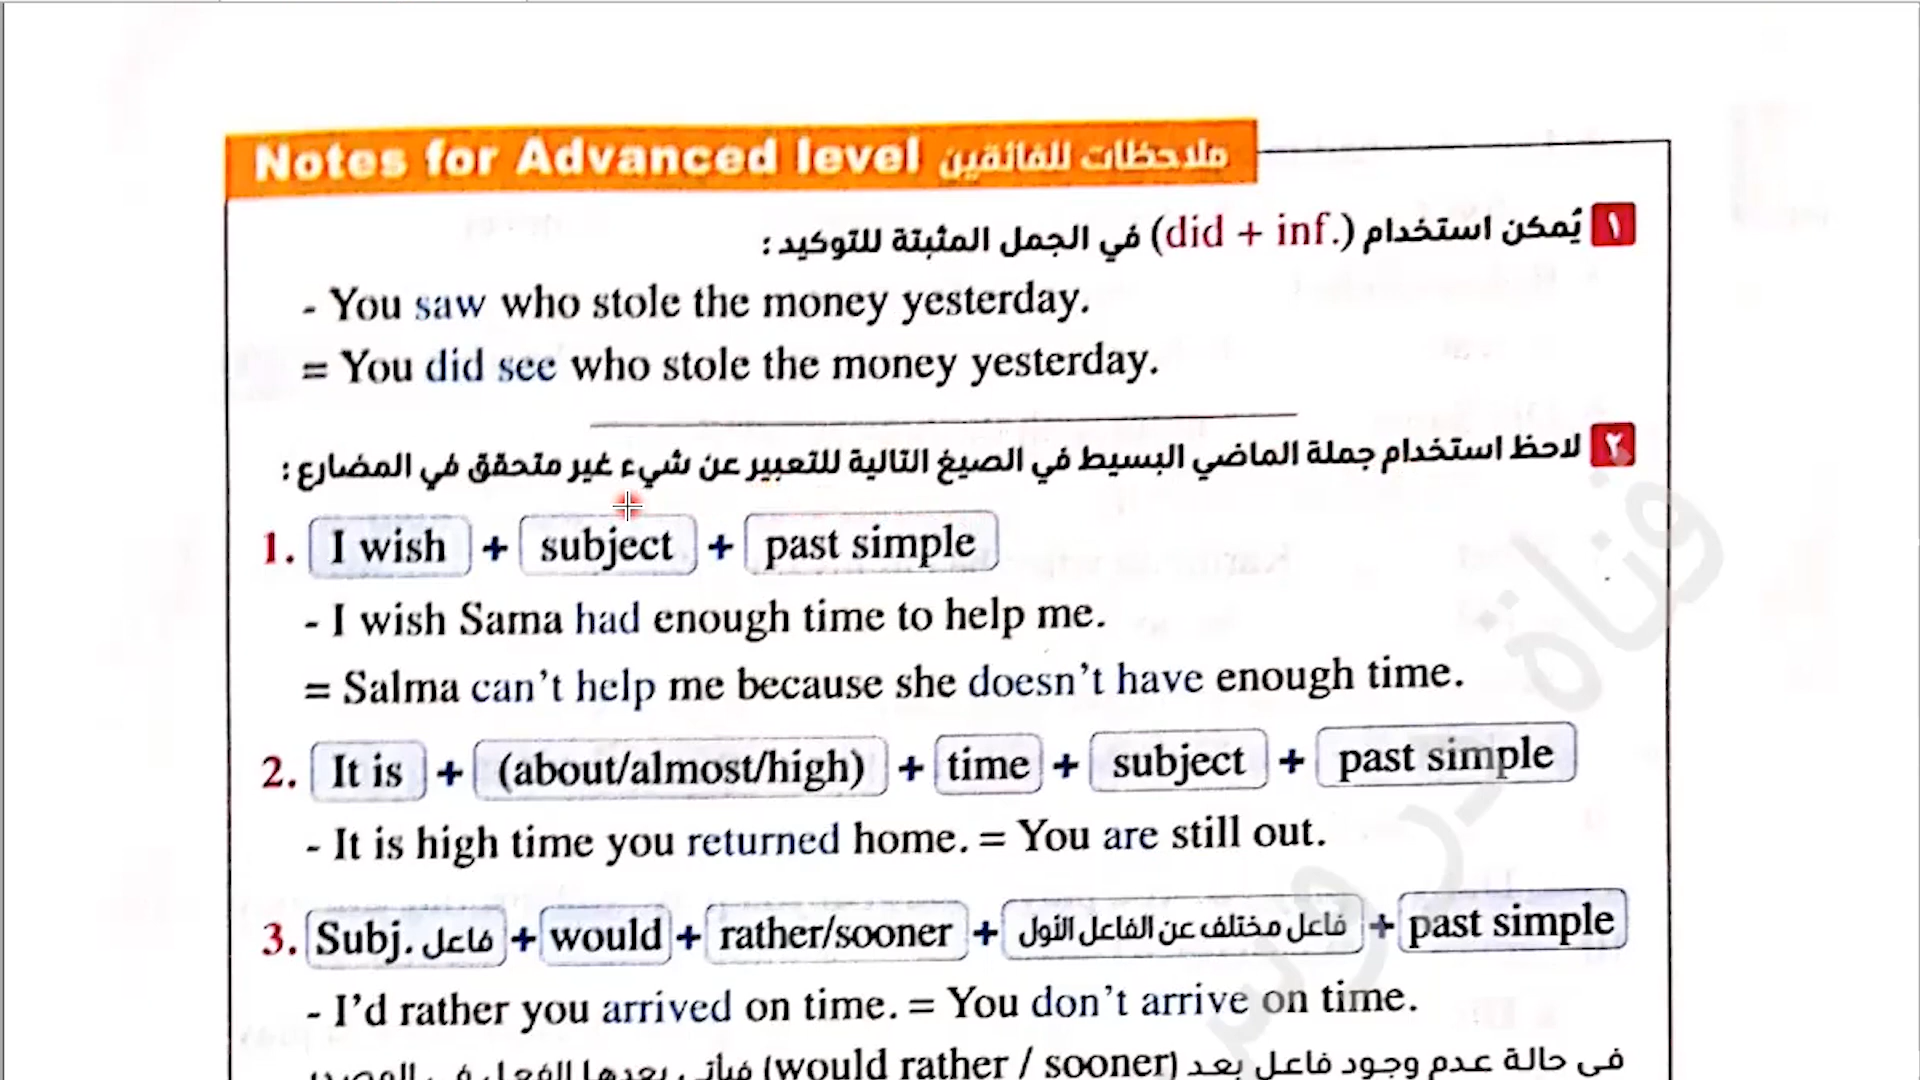 Notes for Advanced level ملاحظات للفائقين
١ يُمكن استخدام (did + inf.) في الجمل المثبتة للتوكيد :
- You saw who stole the money yesterday.
= You did see who stole the money yesterday.
٢ لاحظ استخدام جملة الماضي البسيط في الصيغ التالية للتعبير عن شيء غير متحقق في المضارع :
1. I wish + subject + past simple
- I wish Sama had enough time to help me.
= Salma can't help me because she doesn't have enough time.
2. It is + (about/almost/high) + time + subject + past simple
- It is high time you returned home. = You are still out.
3. Subj. فاعل + would + rather/sooner + فاعل مختلف عن الفاعل الأول + past simple
- I'd rather you arrived on time. = You don't arrive on time.
في حالة عدم وجود فاعل بعد (would rather / sooner) فيأتي بعدها الفعل في المصدر